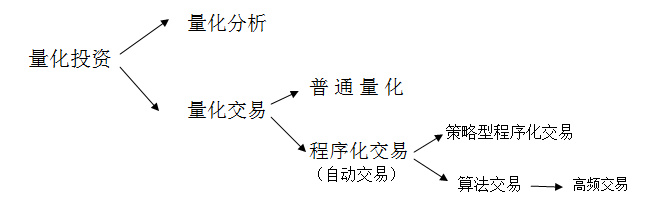 量化分析
量化投资
普通量化
量化交易
策略型程序化交易
程序化交易
（自动交易）
算法交易
高频交易